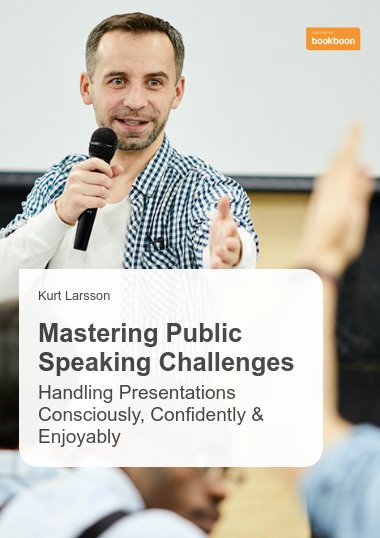 bookboon
Kurt Larsson
Mastering Public
Speaking Challenges
Handling Presentations
Consciously, Confidently &
Enjoyably